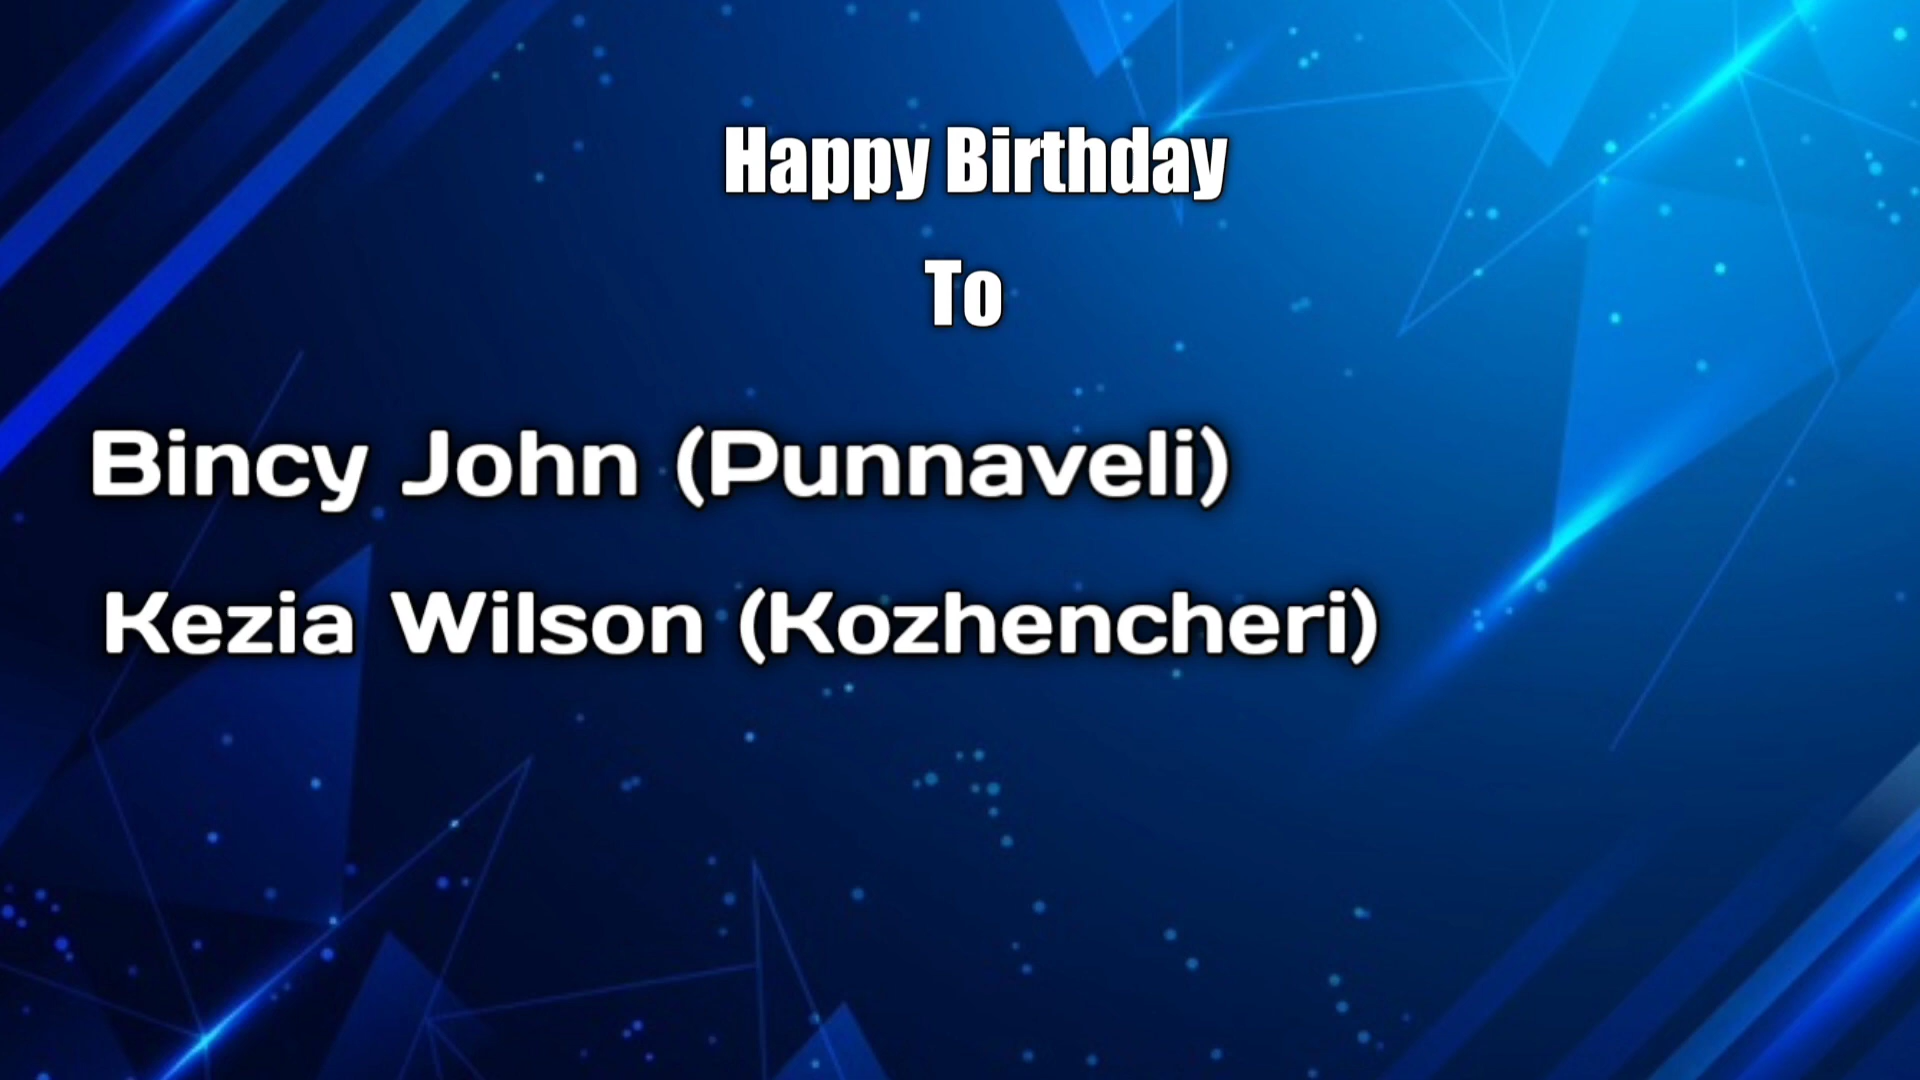 Happy Birthday
To
Bincy John (Punnaveli)
Kezia Wilson (Kozhencheri)